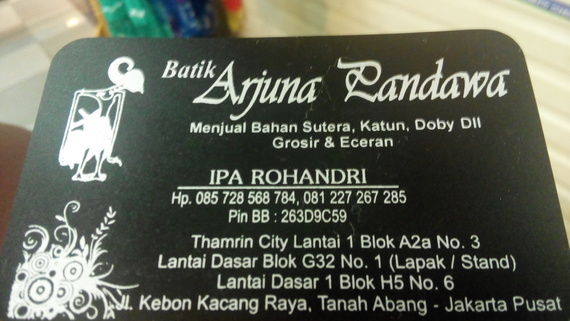 Batik Arjuna Pandawa
Menjual Bahan Sutera, Katun, Doby Dll
Grosir & Eceran
IPA ROHANDRI
Hp. 085 728 568 784, 081 227 267 285
Pin BB : 263D9C59
Thamrin City Lantai 1 Blok A2a No. 3
Lantai Dasar Blok G32 No. 1 (Lapak / Stand)
Lantai Dasar 1 Blok H5 No. 6
Jl. Kebon Kacang Raya, Tanah Abang - Jakarta Pusat